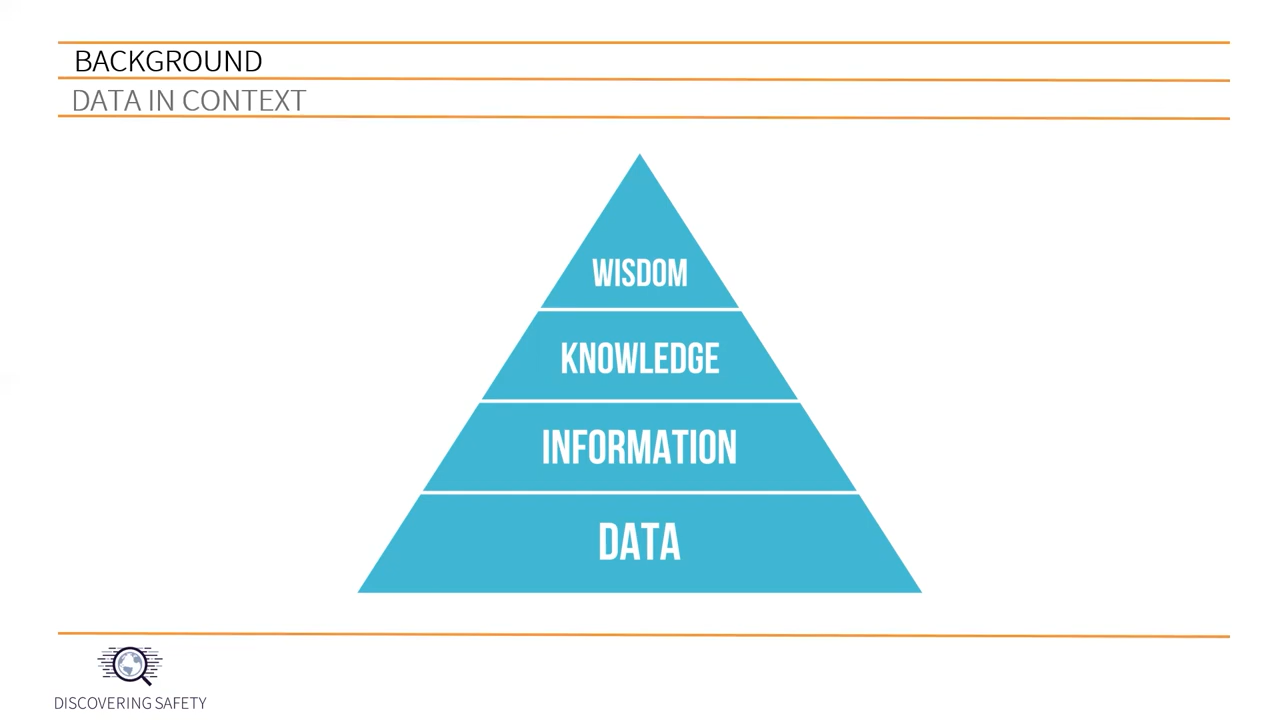 BACKGROUND
DATA IN CONTEXT
WISDOM
KNOWLEDGE
INFORMATION
DATA
DISCOVERING SAFETY